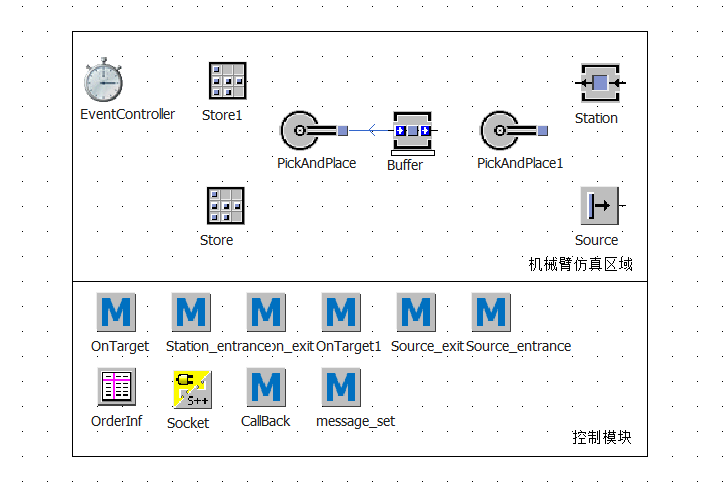 EventController
Store1
Station
PickAndPlace
Buffer
PickAndPlace1
Store
Source
机械臂仿真区域
M M M M M M
OnTarget Station_entrance n_exit OnTarget1 Source_exit Source_entrance
M M
S++
OrderInf Socket CallBack message_set
控制模块